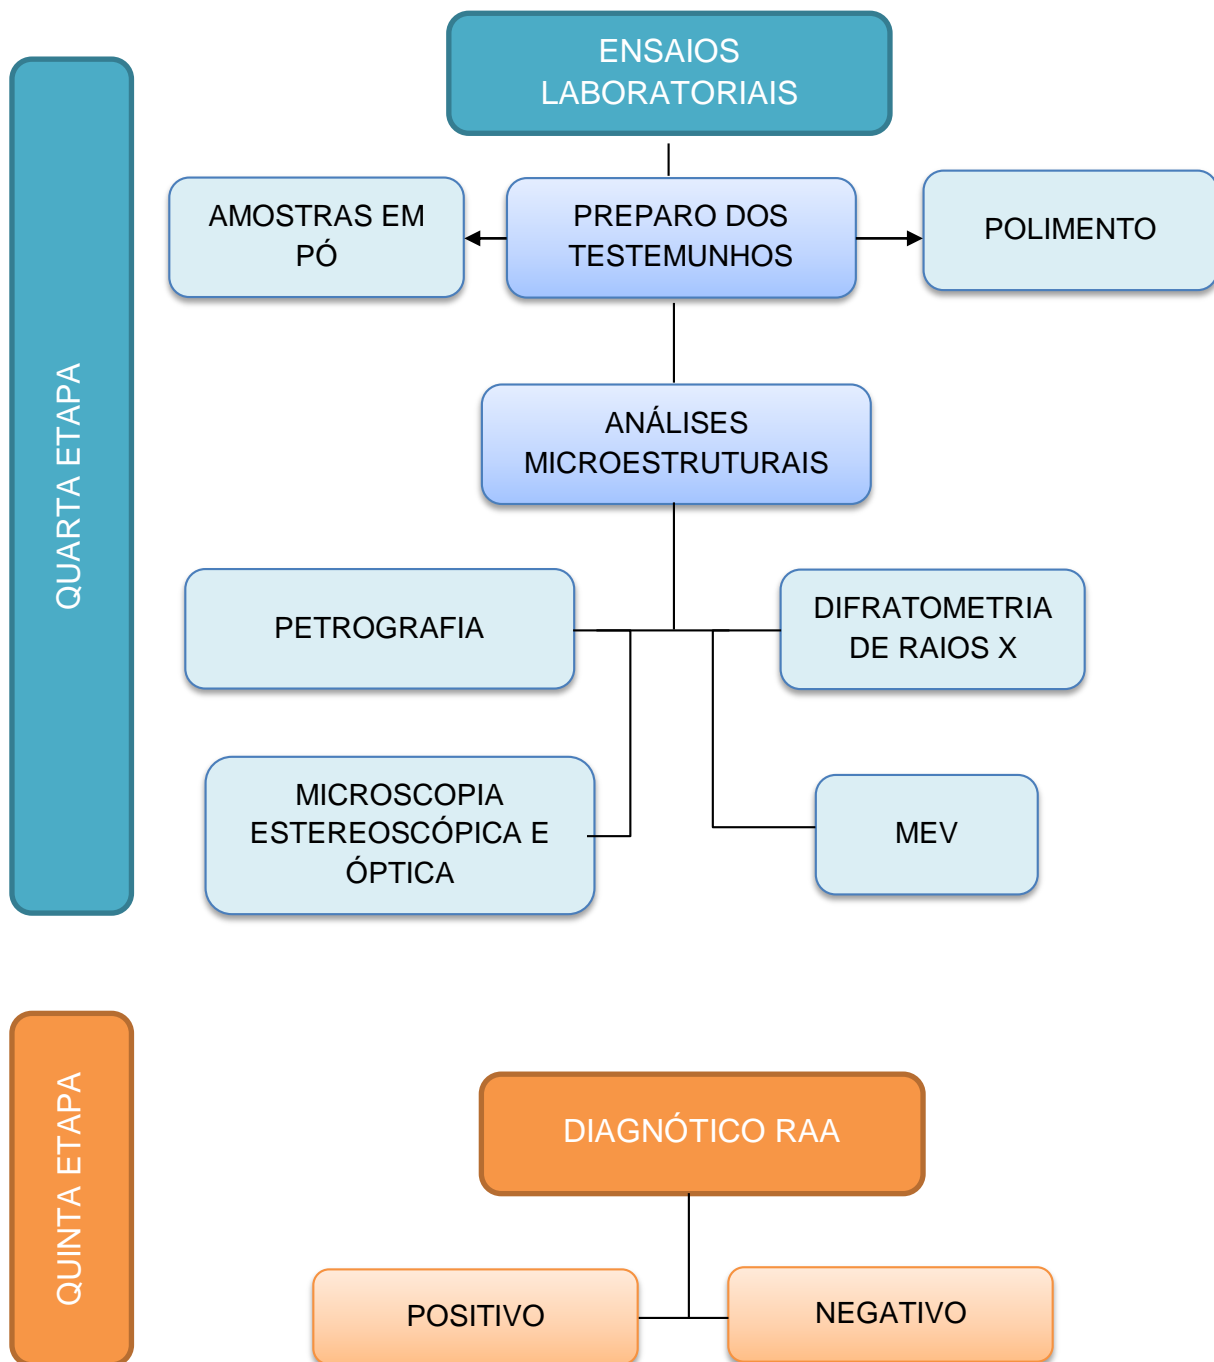 ENSAIOS
LABORATORIAIS
QUARTA ETAPA
AMOSTRAS EM
PÓ
PREPARO DOS
TESTEMUNHOS
POLIMENTO
ANÁLISES
MICROESTRUTURAIS
PETROGRAFIA
DIFRATOMETRIA
DE RAIOS X
MICROSCOPIA
ESTEREOSCÓPICA E
ÓPTICA
MEV
QUINTA ETAPA
DIAGNÓTICO RAA
POSITIVO
NEGATIVO